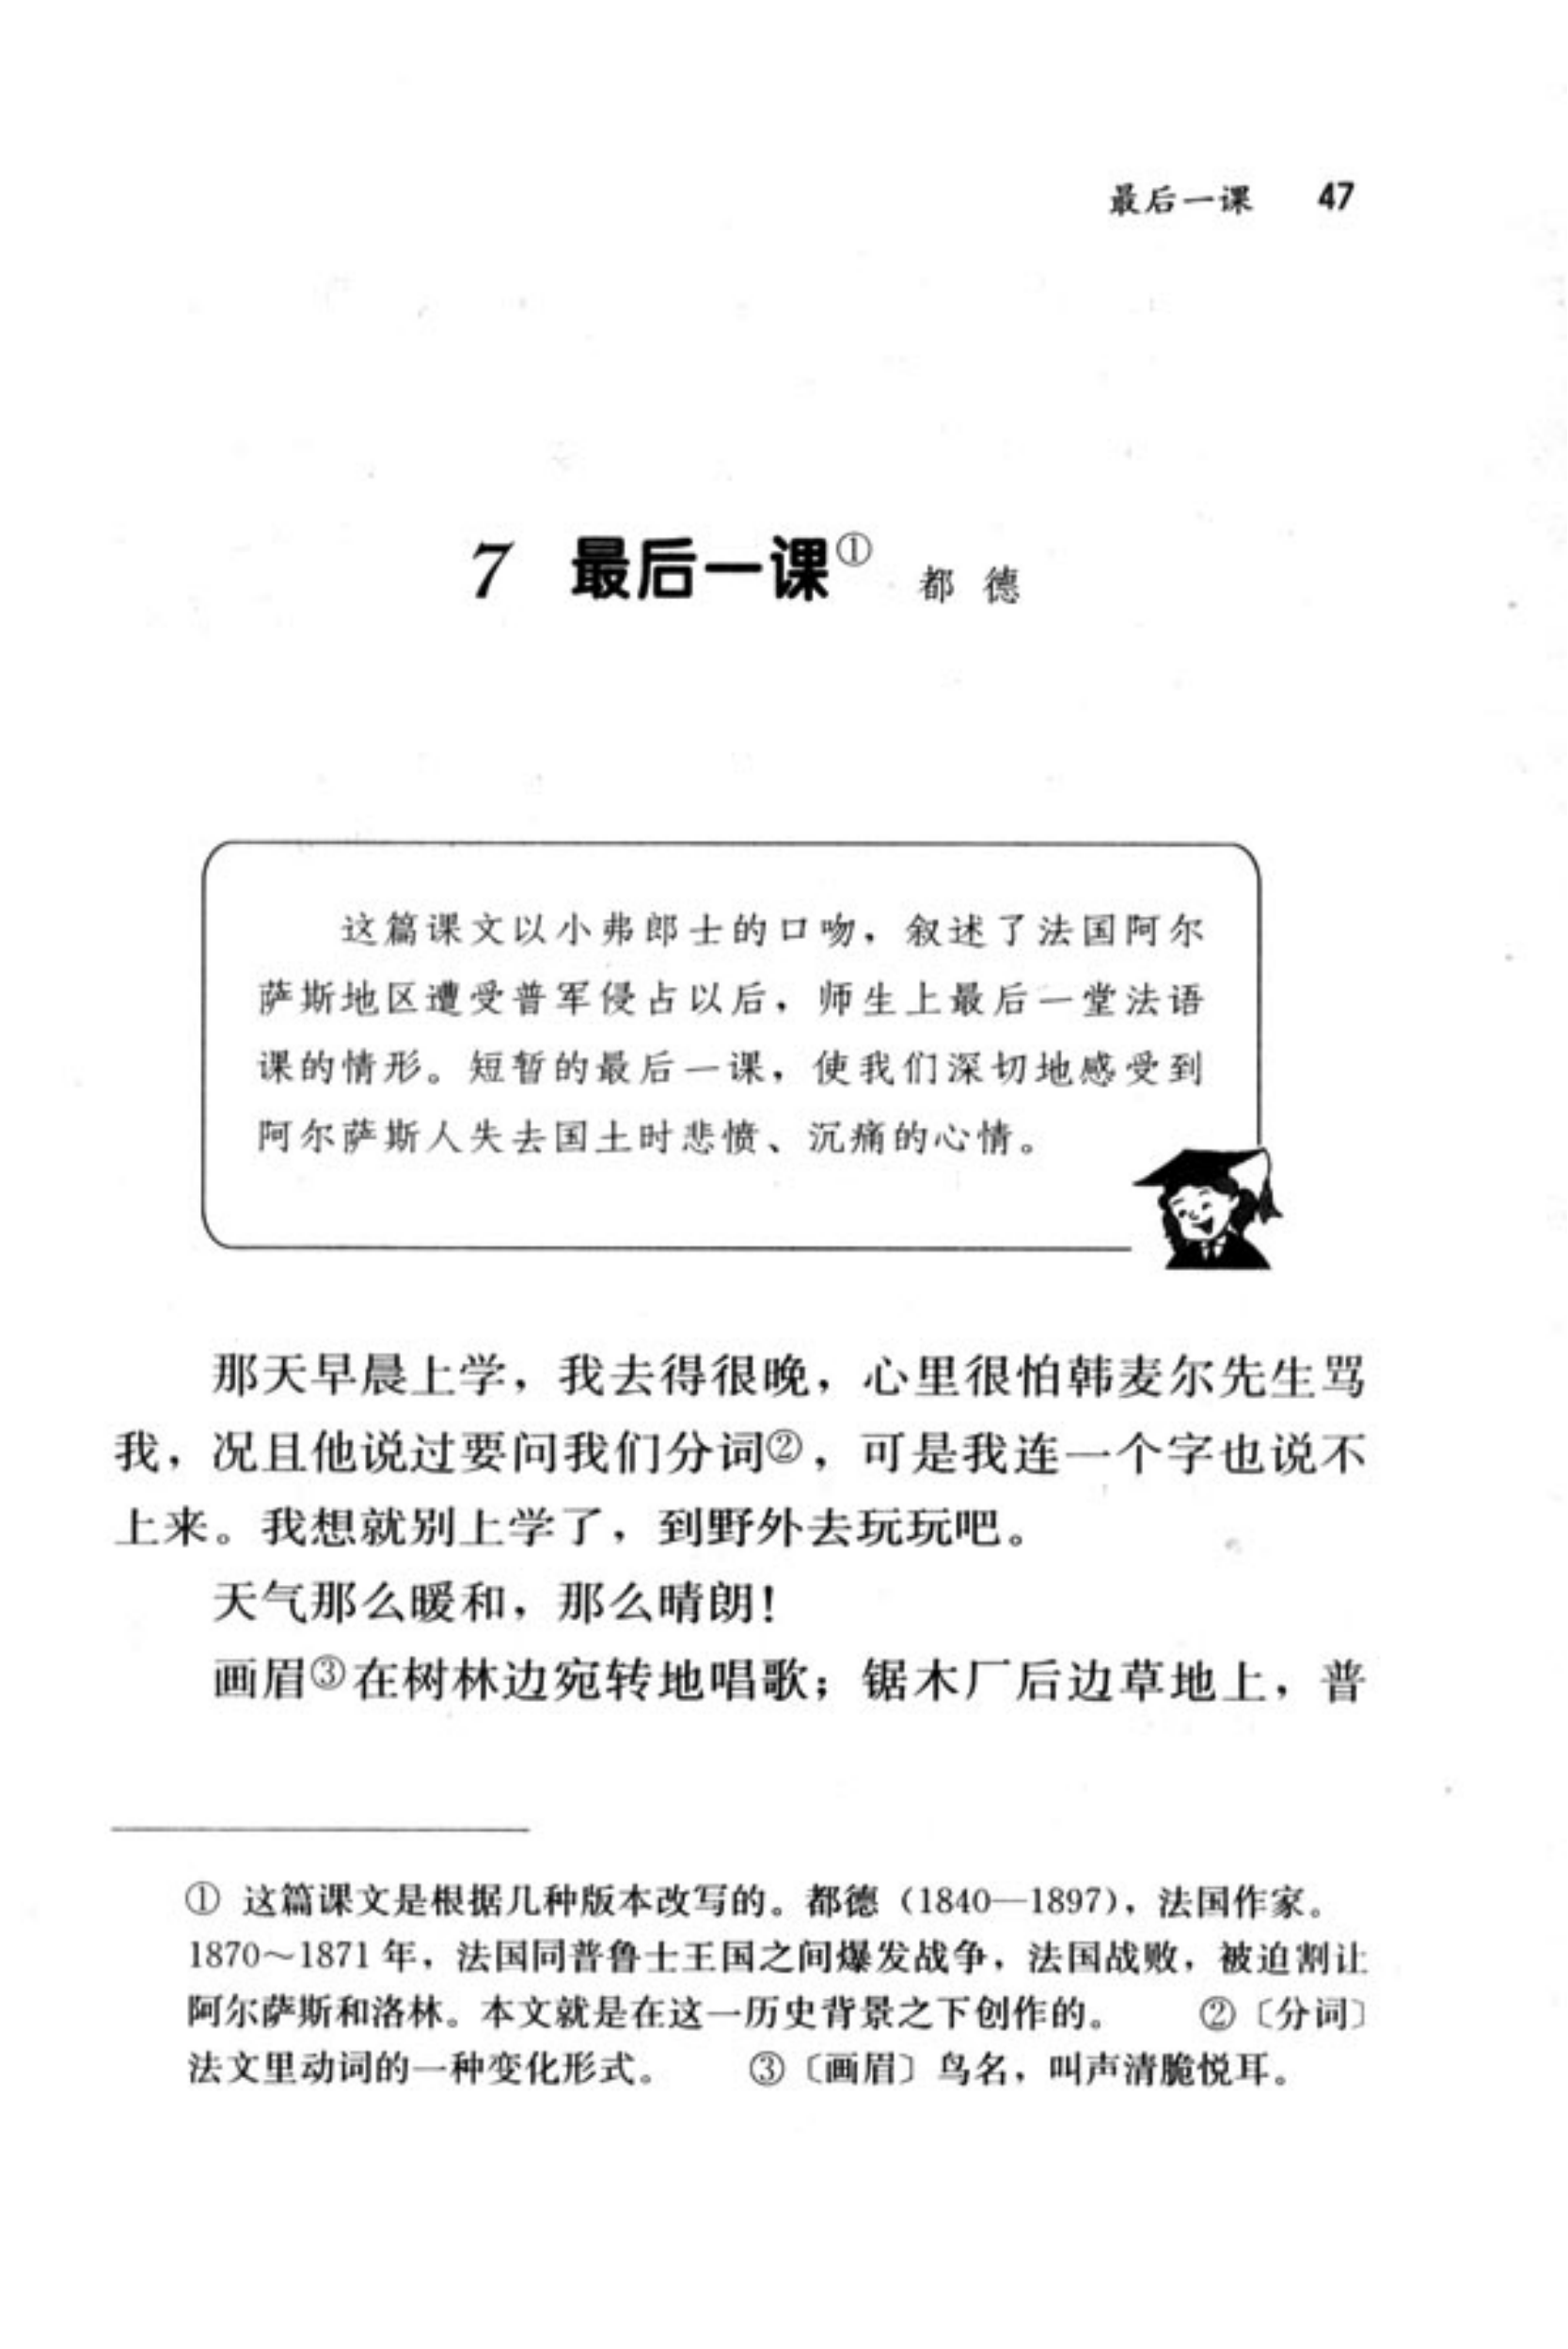 最后一课 47
7 最后一课① 都 德
这篇课文以小弗郎士的口吻，叙述了法国阿尔
萨斯地区遭受普军侵占以后，师生上最后一堂法语
课的情形。短暂的最后一课，使我们深切地感受到
阿尔萨斯人失去国土时悲愤、沉痛的心情。
那天早晨上学，我去得很晚，心里很怕韩麦尔先生骂
我，况且他说过要问我们分词②，可是我连一个字也说不
上来。我想就别上学了，到野外去玩玩吧。
天气那么暖和，那么晴朗！
画眉③在树林边宛转地唱歌；锯木厂后边草地上，普
① 这篇课文是根据几种版本改写的。都德（1840—1897），法国作家。
1870～1871 年，法国同普鲁士王国之间爆发战争，法国战败，被迫割让
阿尔萨斯和洛林。本文就是在这一历史背景之下创作的。 ②〔分词〕
法文里动词的一种变化形式。 ③〔画眉〕鸟名，叫声清脆悦耳。